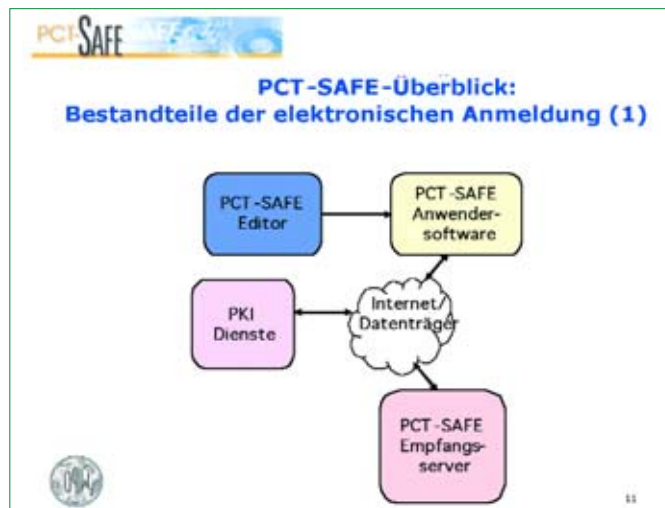 PCT-SAFE
PCT-SAFE-Überblick:
Bestandteile der elektronischen Anmeldung (1)
PCT-SAFE
Editor
PCT-SAFE
Anwender-
software
PKI
Dienste
Internet/
Datenträger
PCT-SAFE
Empfangs-
server
11